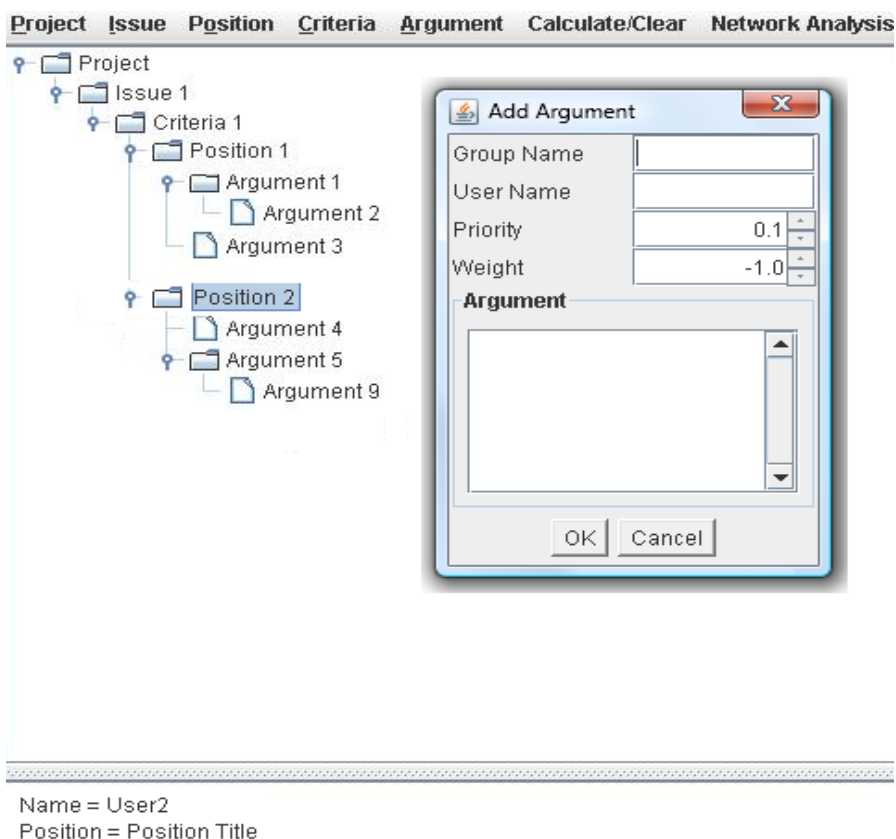 Project Issue Position Criteria Argument Calculate/Clear Network Analysis
Project
Issue 1
Criteria 1
Position 1
Argument 1
Argument 2
Argument 3
Position 2
Argument 4
Argument 5
Argument 9
Add Argument
Group Name
User Name
Priority 0.1
Weight -1.0
Argument
OK Cancel
Name = User2
Position = Position Title